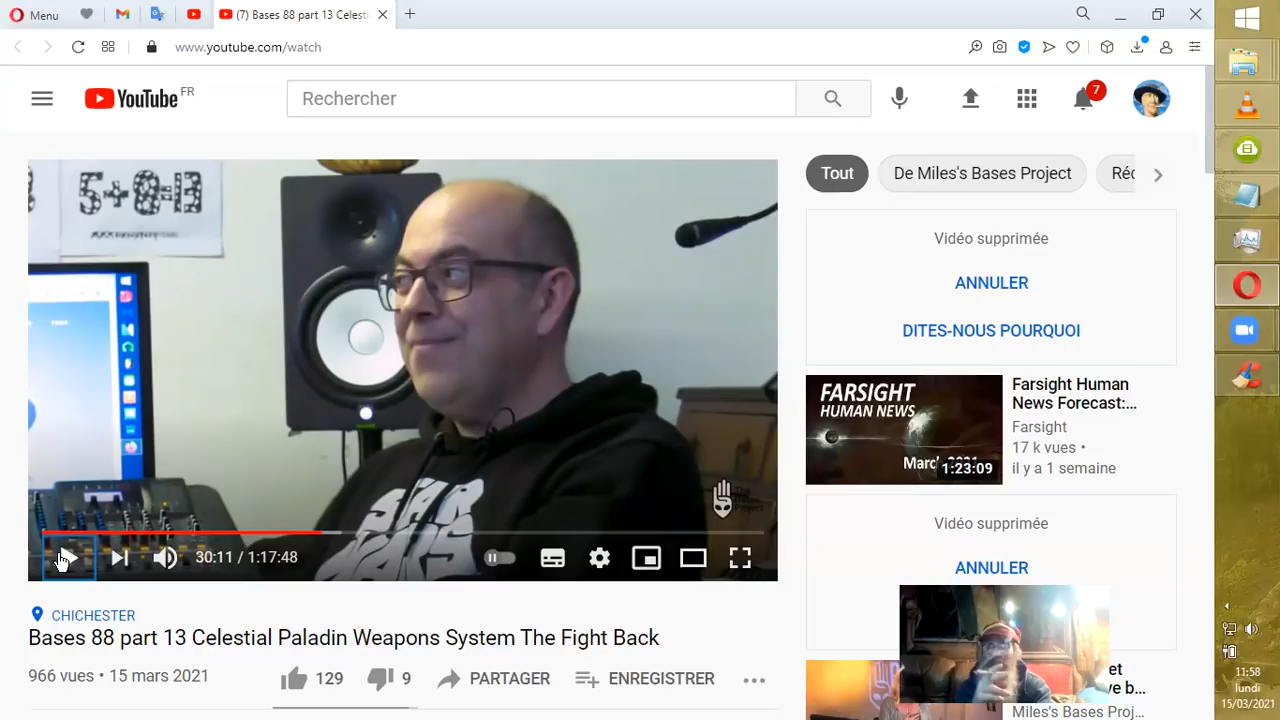 Menu
(7) Bases 88 part 13 Celesti
www.youtube.com/watch
YouTube FR
Rechercher
7
5+8=13
Tout
De Miles's Bases Project
Réc
Vidéo supprimée
ANNULER
DITES-NOUS POURQUOI
FARSIGHT
HUMAN NEWS
1:23:09
Farsight Human
News Forecast:...
Farsight
17 k vues •
il y a 1 semaine
Vidéo supprimée
ANNULER
STAR
WARS
Project
30:11 / 1:17:48
CHICHESTER
Bases 88 part 13 Celestial Paladin Weapons System The Fight Back
966 vues • 15 mars 2021
129
9
PARTAGER
ENREGISTRER
Miles's Bases Proj...
11:58
lundi
15/03/2021